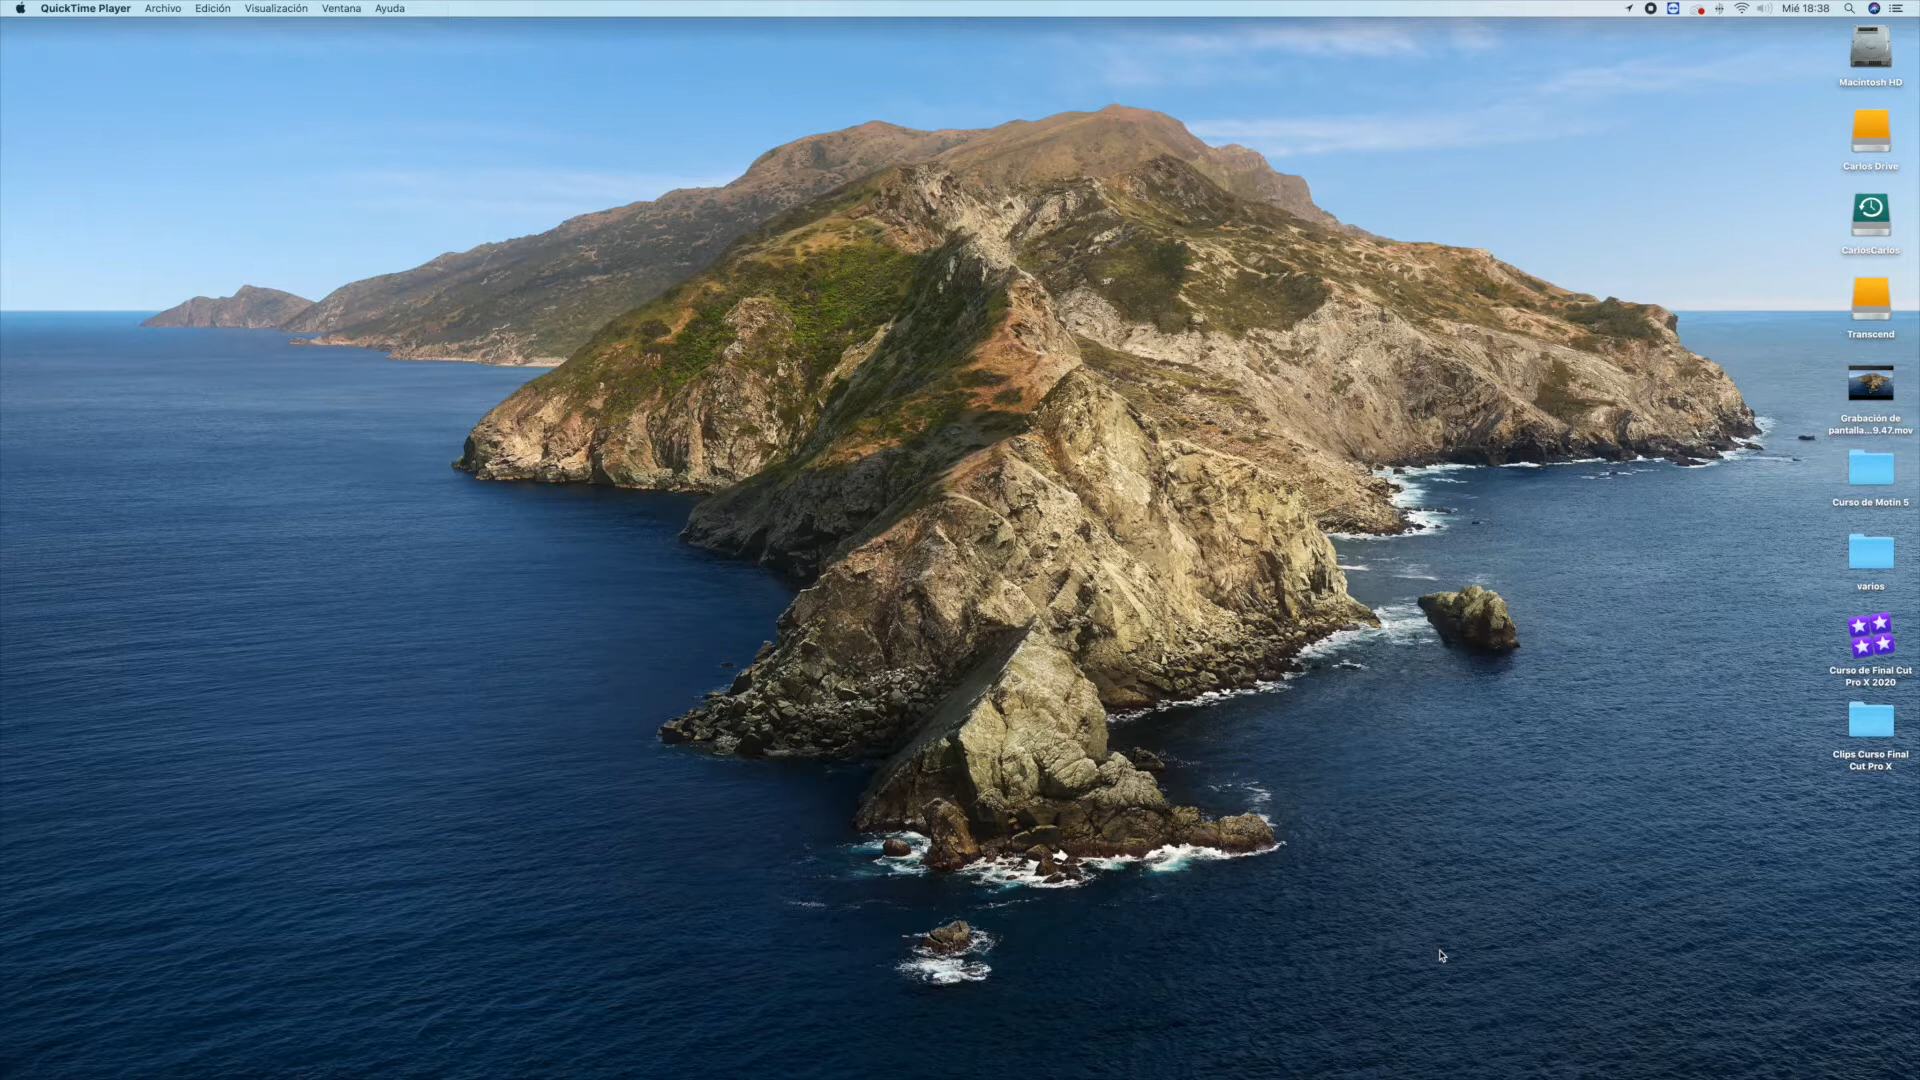 QuickTime Player Archivo Edición Visualización Ventana Ayuda Mié 18:38
Macintosh HD
Carlos Drive
CarlosCarlos
Transcend
Grabación de
pantalla...9.47.mov
Curso de Motin 5
varios
Curso de Final Cut
Pro X 2020
Clips Curso Final
Cut Pro X